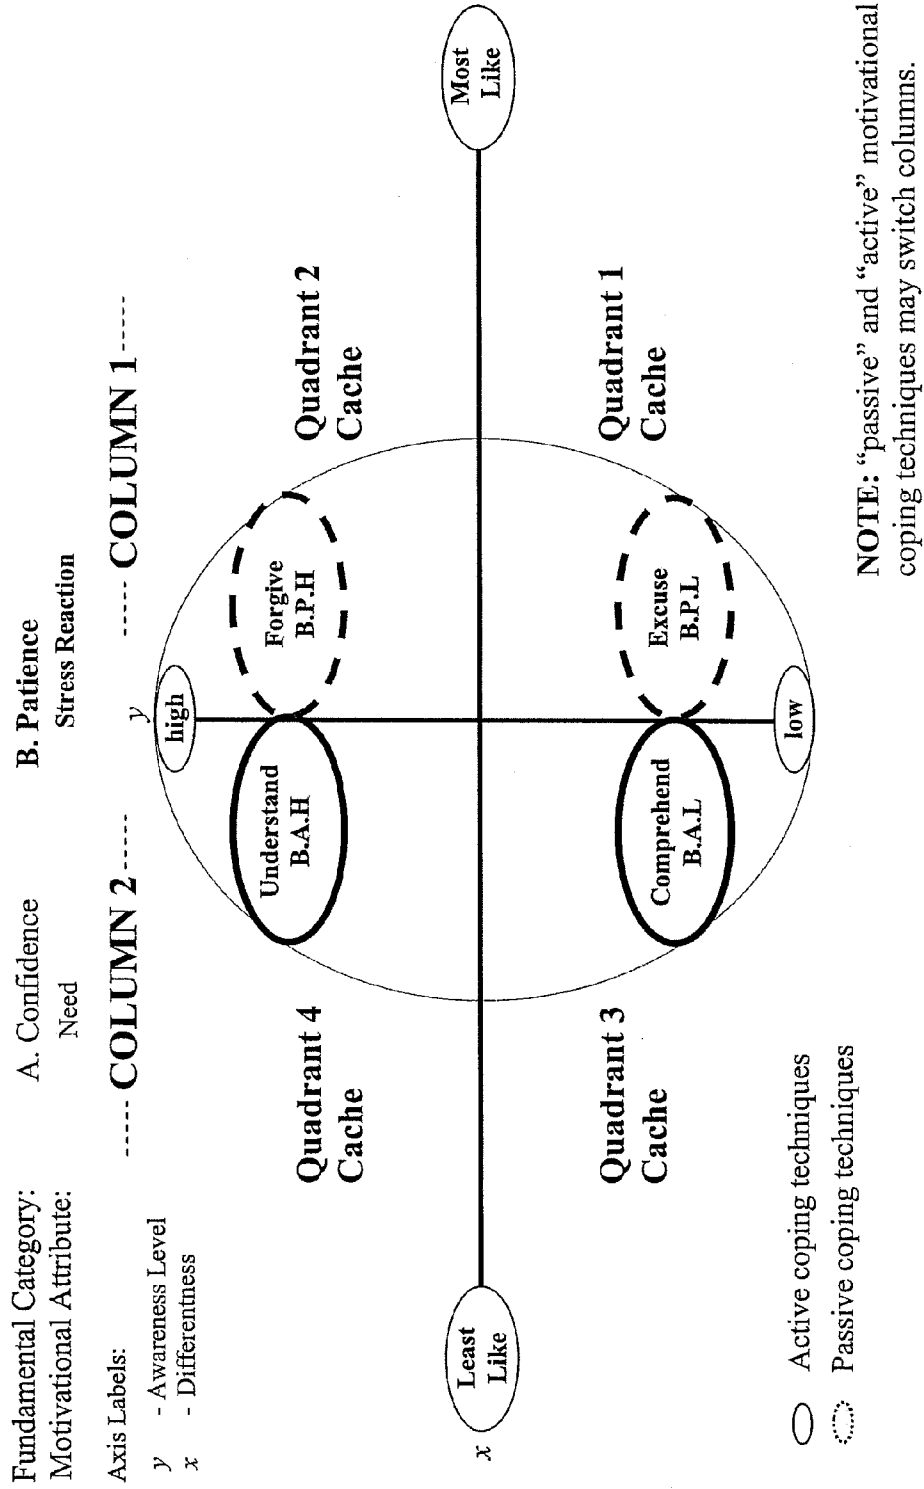 Fundamental Category: A. Confidence B. Patience
Motivational Attribute: Need Stress Reaction
Axis Labels:
----- COLUMN 2 ----- ----- COLUMN 1 -----
y - Awareness Level
x - Differentness
y
high
Quadrant 4
Cache
Understand
B.A.H
Forgive
B.P.H
Quadrant 2
Cache
x
Least
Like
Most
Like
Quadrant 3
Cache
Comprehend
B.A.L
Excuse
B.P.L
Quadrant 1
Cache
low
Active coping techniques
Passive coping techniques
NOTE: “passive” and “active” motivational
coping techniques may switch columns.